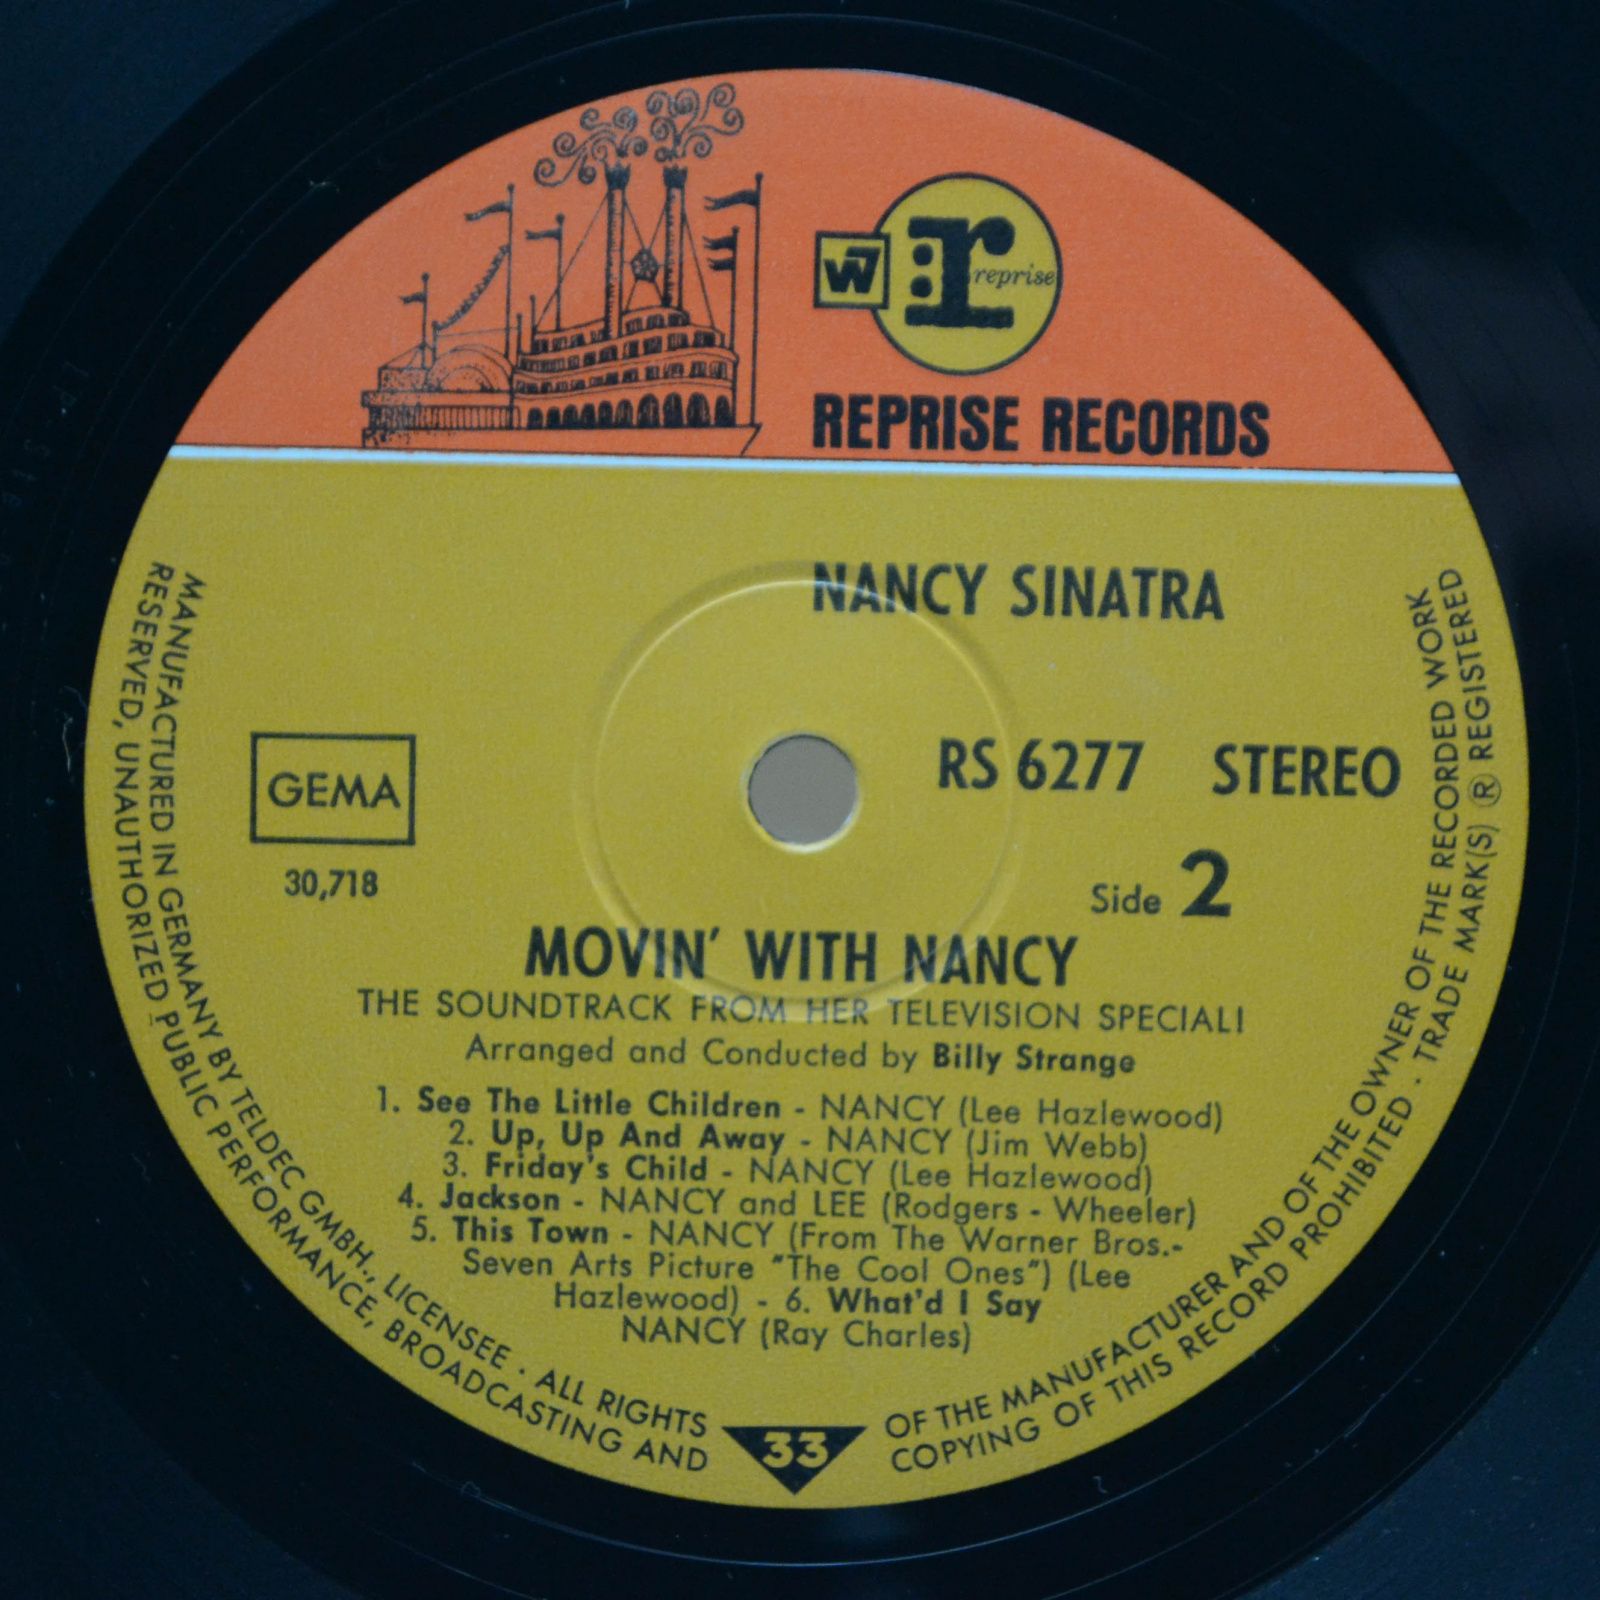 W7
r:
reprise
REPRISE RECORDS
NANCY SINATRA
GEMA
30,718
RS 6277 STEREO
Side 2
MOVIN' WITH NANCY
THE SOUNDTRACK FROM HER TELEVISION SPECIAL!
Arranged and Conducted by Billy Strange
1. See The Little Children - NANCY (Lee Hazlewood)
2. Up, Up And Away - NANCY (Jim Webb)
3. Friday's Child - NANCY (Lee Hazlewood)
4. Jackson - NANCY and LEE (Rodgers - Wheeler)
5. This Town - NANCY (From The Warner Bros.-
Seven Arts Picture "The Cool Ones") (Lee
Hazlewood) - 6. What'd I Say
NANCY (Ray Charles)
MANUFACTURED IN GERMANY BY TELDEC GMBH., LICENSEE . ALL RIGHTS OF THE MANUFACTURER AND OF THE OWNER OF THE RECORDED WORK
RESERVED, UNAUTHORIZED PUBLIC PERFORMANCE, BROADCASTING AND COPYING OF THIS RECORD PROHIBITED . TRADE MARK(S) ® REGISTERED
33